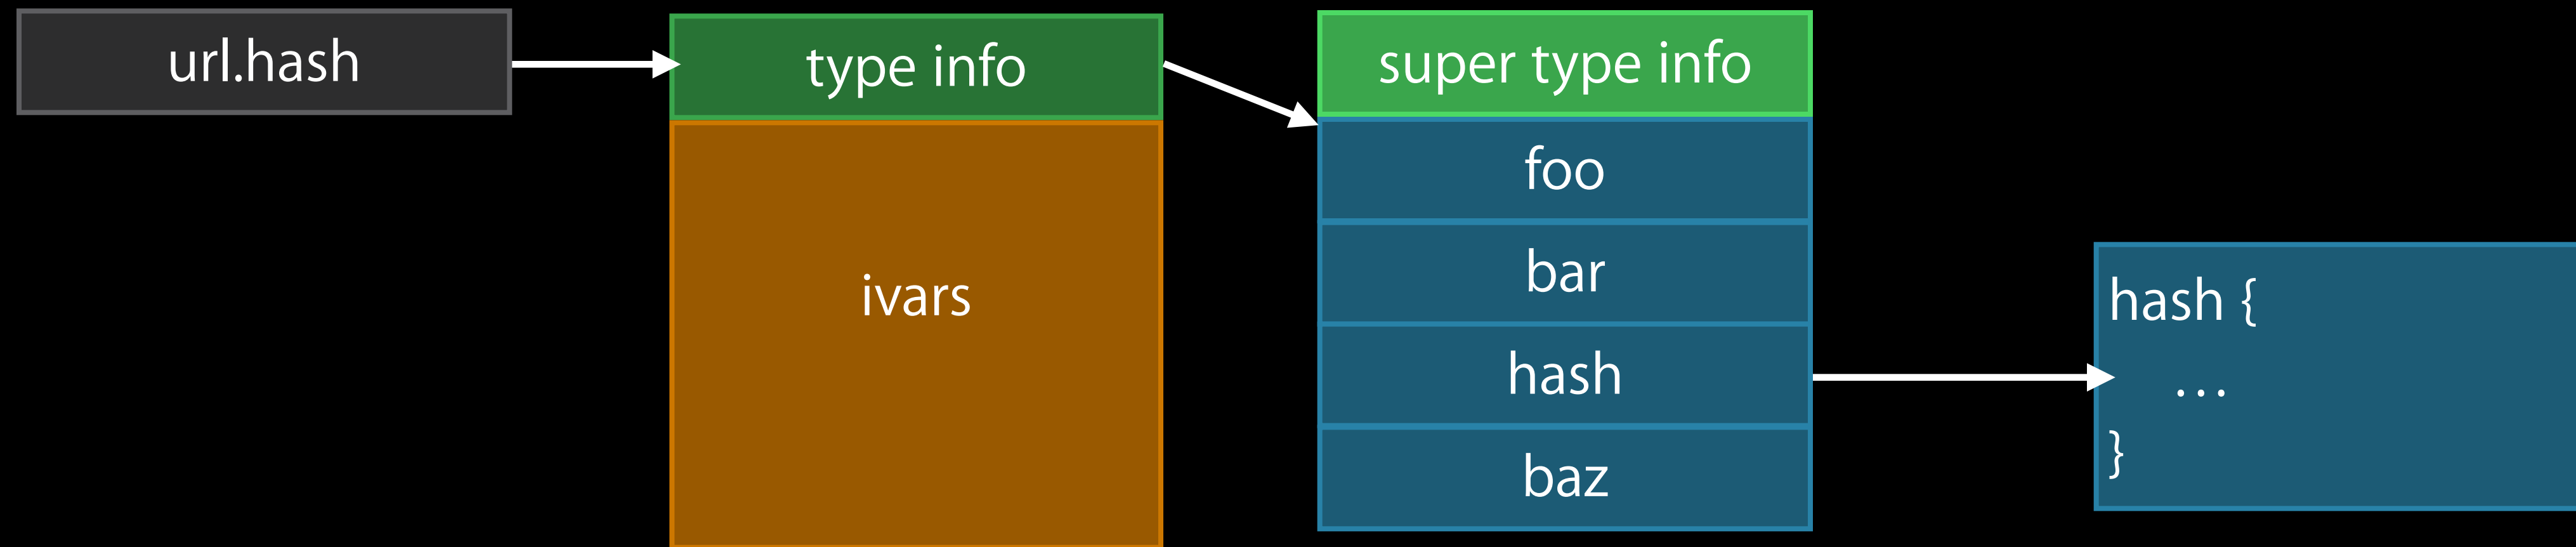 url.hash
type info
ivars
super type info
foo
bar
hash
baz
hash {
...
}